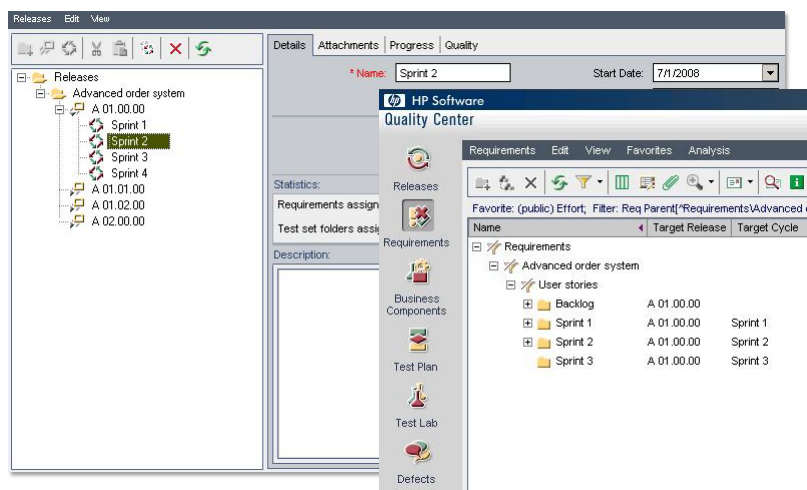 Releases Edit View
Details Attachments Progress Quality
* Name: Sprint 2 Start Date: 7/1/2008
Releases
Advanced order system
A 01.00.00
Sprint 1
Sprint 2
Sprint 3
Sprint 4
A 01.01.00
A 01.02.00
A 02.00.00
Statistics:
Requirements assign
Test set folders assi
Description:
HP Software
Quality Center
Releases
Requirements
Business
Components
Test Plan
Test Lab
Defects
Requirements Edit View Favorites Analysis
Favorite: (public) Effort; Filter: Req Parent[^Requirements\Advanced
Name Target Release Target Cycle
Requirements
Advanced order system
User stories
Backlog A 01.00.00
Sprint 1 A 01.00.00 Sprint 1
Sprint 2 A 01.00.00 Sprint 2
Sprint 3 A 01.00.00 Sprint 3